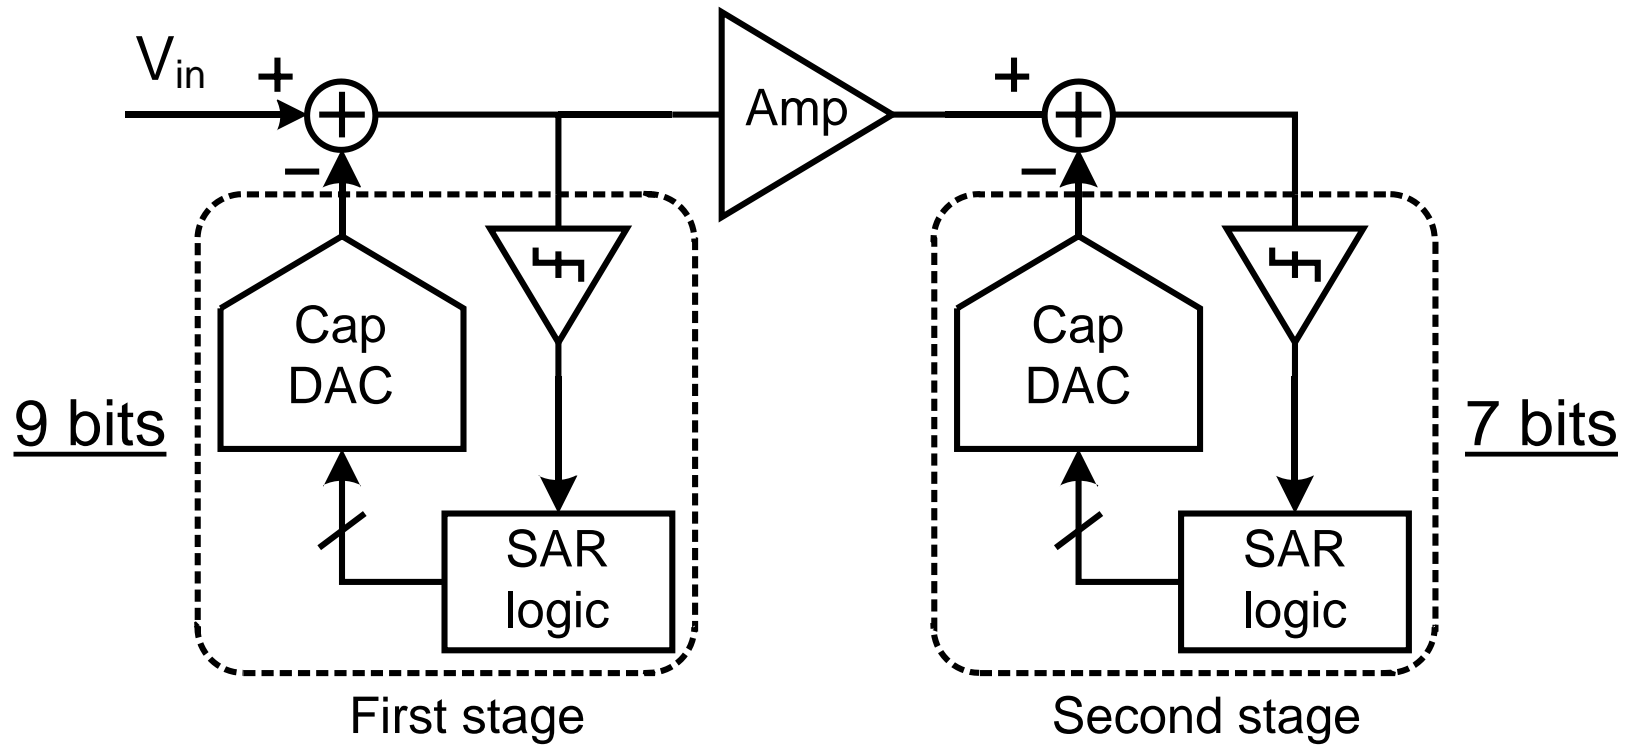 Vin
Amp
Cap
DAC
9 bits
SAR
logic
First stage
Cap
DAC
7 bits
SAR
logic
Second stage